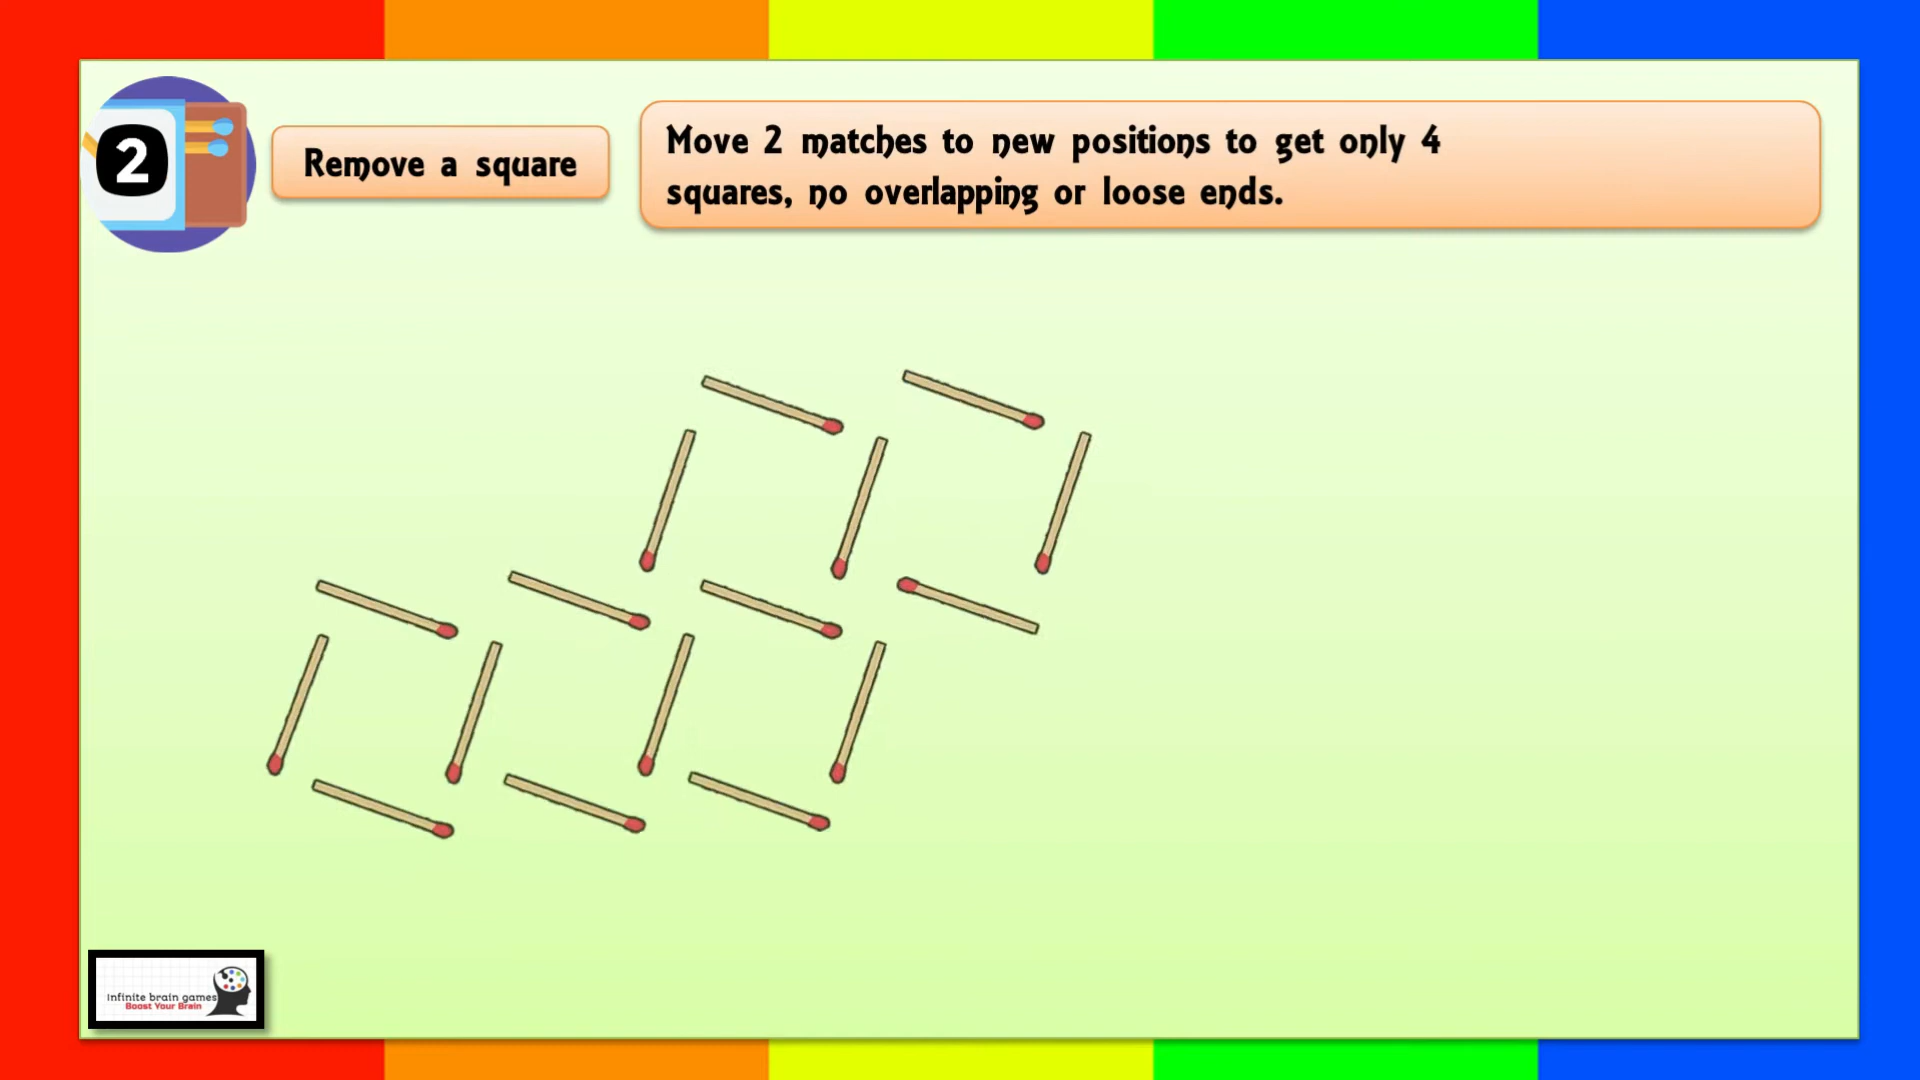 2
Remove a square
Move 2 matches to new positions to get only 4
squares, no overlapping or loose ends.
Infinite brain games
Boost Your Brain